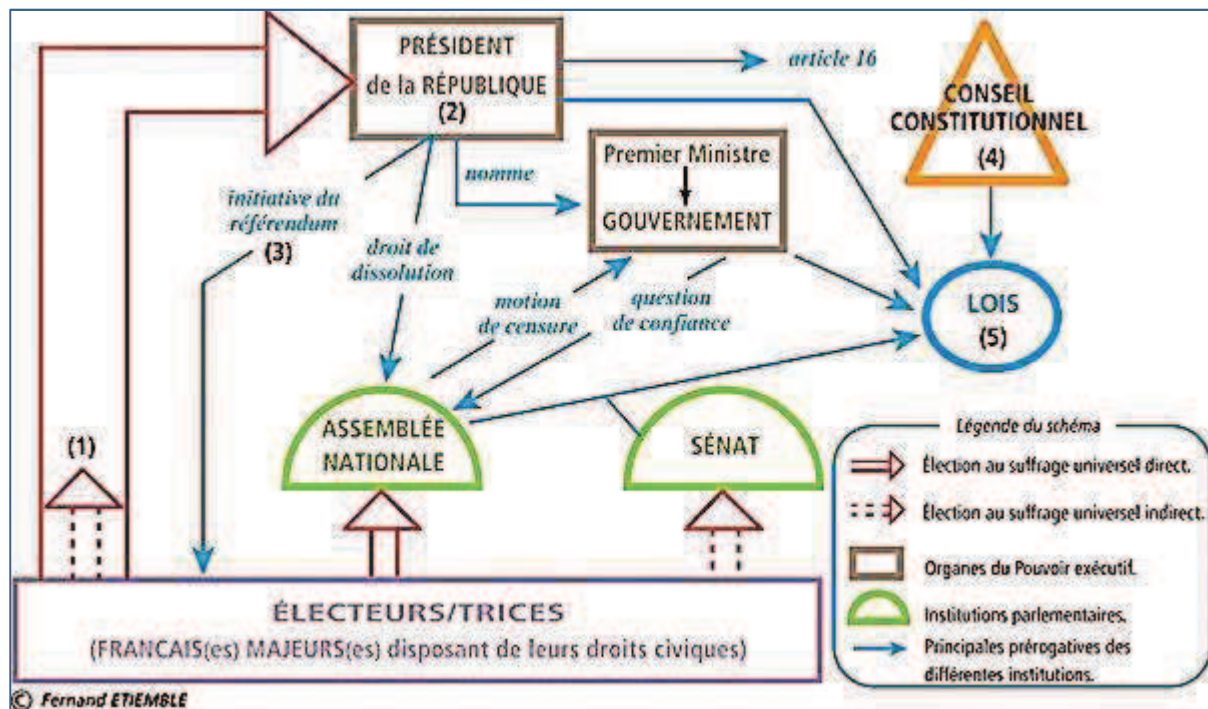 PRÉSIDENT
de la RÉPUBLIQUE
(2)
article 16
CONSEIL
CONSTITUTIONNEL
(4)
Premier Ministre
GOUVERNEMENT
nomme
initiative du
référendum
(3)
droit de
dissolution
motion
de censure
question
de confiance
LOIS
(5)
(1)
ASSEMBLÉE
NATIONALE
SÉNAT
Légende du schéma
Élection au suffrage universel direct.
Élection au suffrage universel indirect.
Organes du Pouvoir exécutif.
Institutions parlementaires.
Principales prérogatives des
différentes institutions.
ÉLECTEURS/TRICES
(FRANCAIS(es) MAJEURS(es) disposant de leurs droits civiques)
© Fernand ETIEMBLE